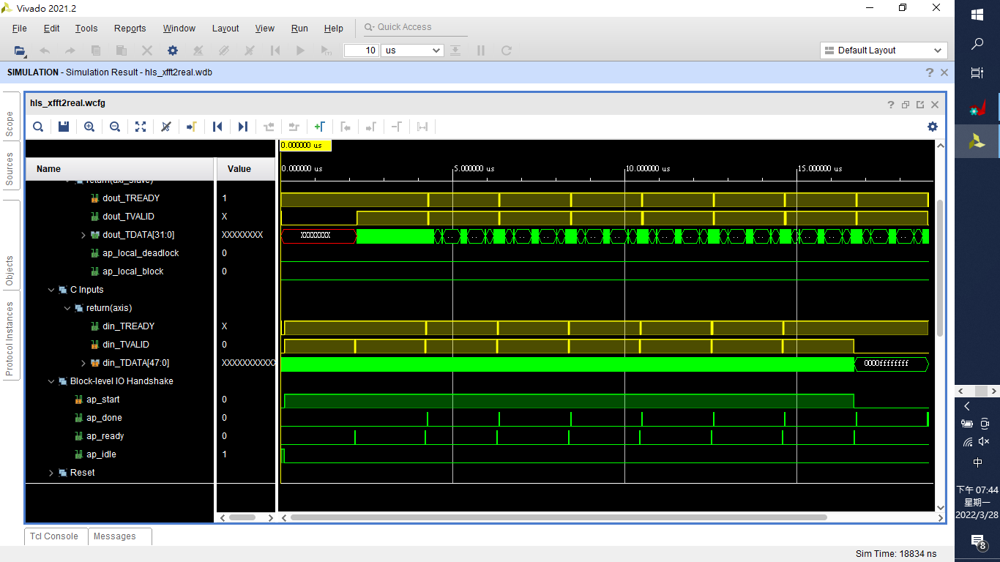 Vivado 2021.2
File Edit Tools Reports Window Layout View Run Help Quick Access
10 us Default Layout
SIMULATION - Simulation Result - hls_xfft2real.wdb
hls_xfft2real.wcfg
Scope
Sources
Objects
Protocol Instances
0.000000 us
Name Value
0.000000 us 5.000000 us 10.000000 us 15.000000 us
return(axi_slave)
dout_TREADY 1
dout_TVALID X
dout_TDATA[31:0] XXXXXXXX XXXXXXXX
ap_local_deadlock 0
ap_local_block 0
C Inputs
return(axis)
din_TREADY X
din_TVALID 0
din_TDATA[47:0] XXXXXXXXXXX 0000ffffffff
Block-level IO Handshake
ap_start 0
ap_done 0
ap_ready 0
ap_idle 1
Reset
Tcl Console Messages
Sim Time: 18834 ns
中
下午 07:44
星期一
2022/3/28
8